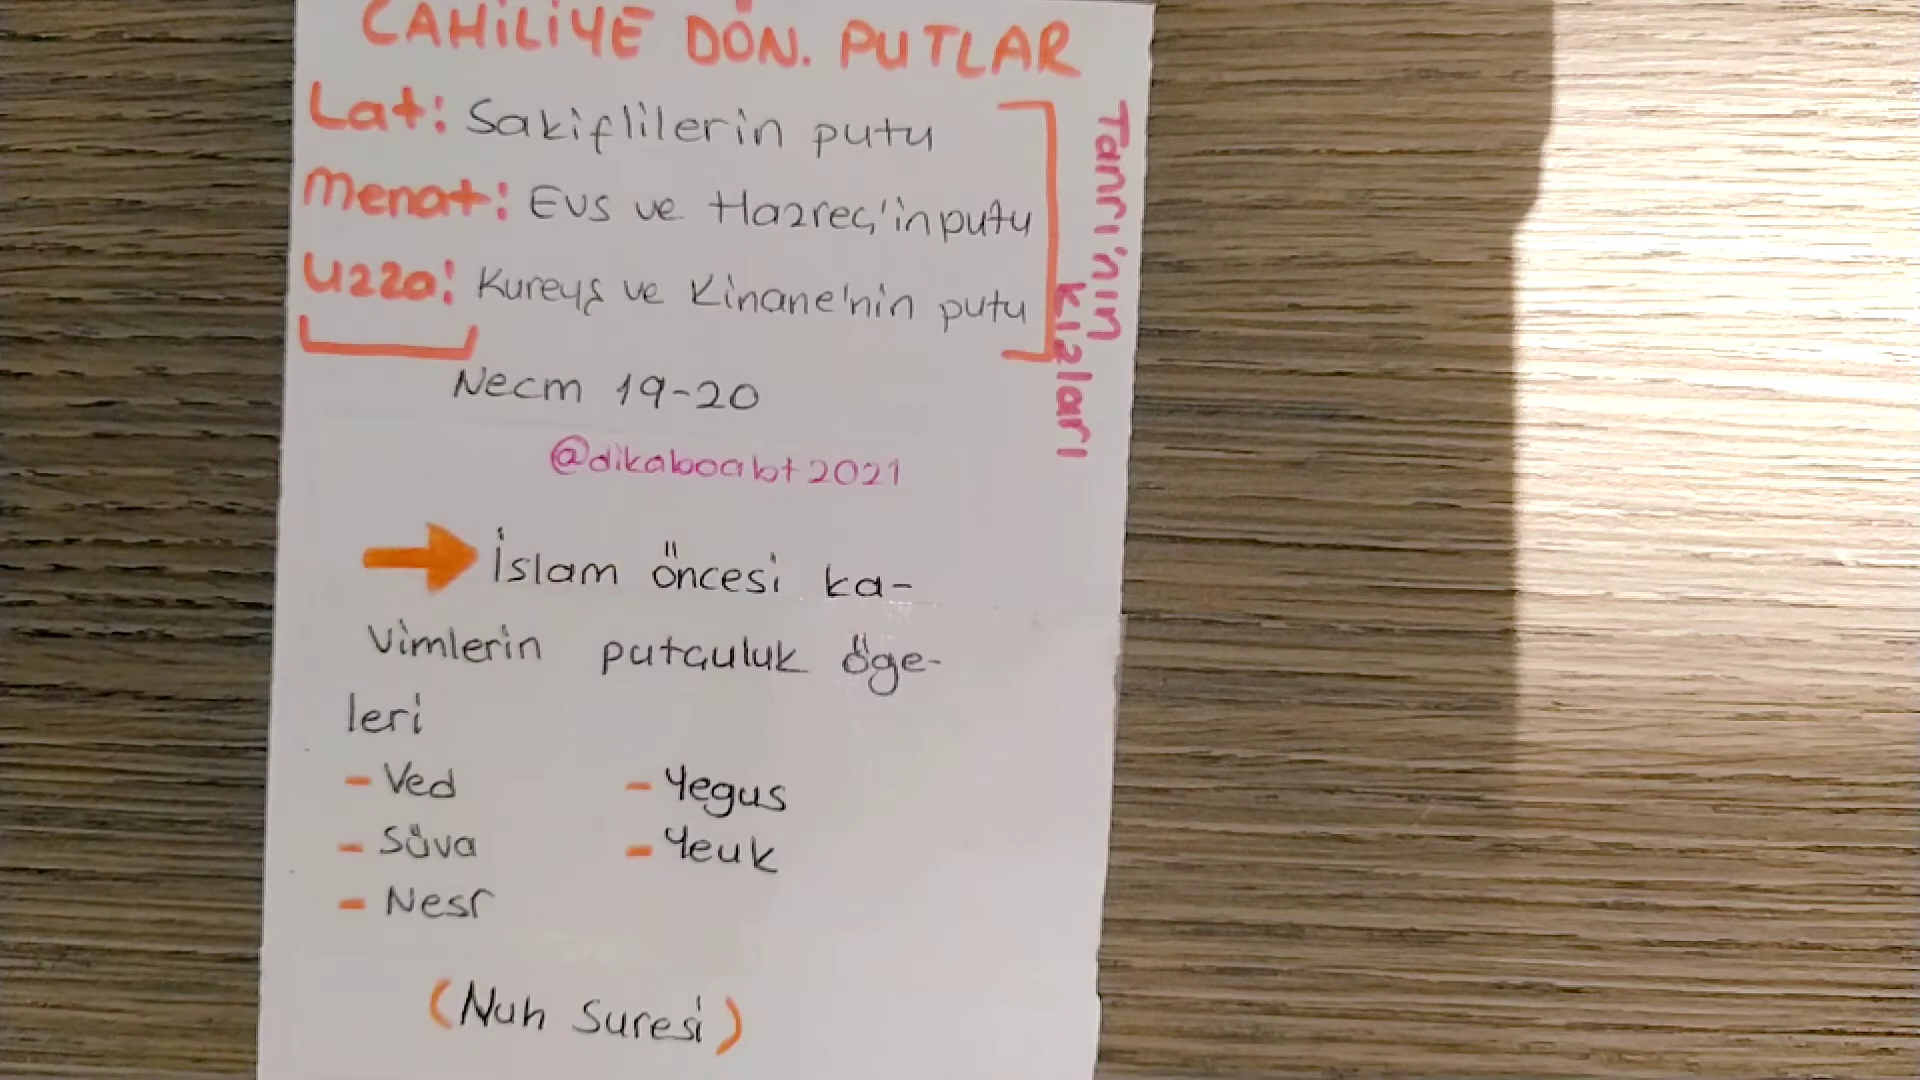 CAHİLİYE DÖN. PUTLAR
Lat: Sakiflilerin putu
Menat: Evs ve Hazreç'in putu
Uzza: Kureyş ve Kinane'nin putu
Tanrı'nın
kızları
Necm 19-20
@dikaboabt2021
İslam öncesi ka-
vimlerin putçuluk öge-
leri
- Ved
- Yegus
- Süva
- Yeuk
- Nesr
(Nuh Suresi)